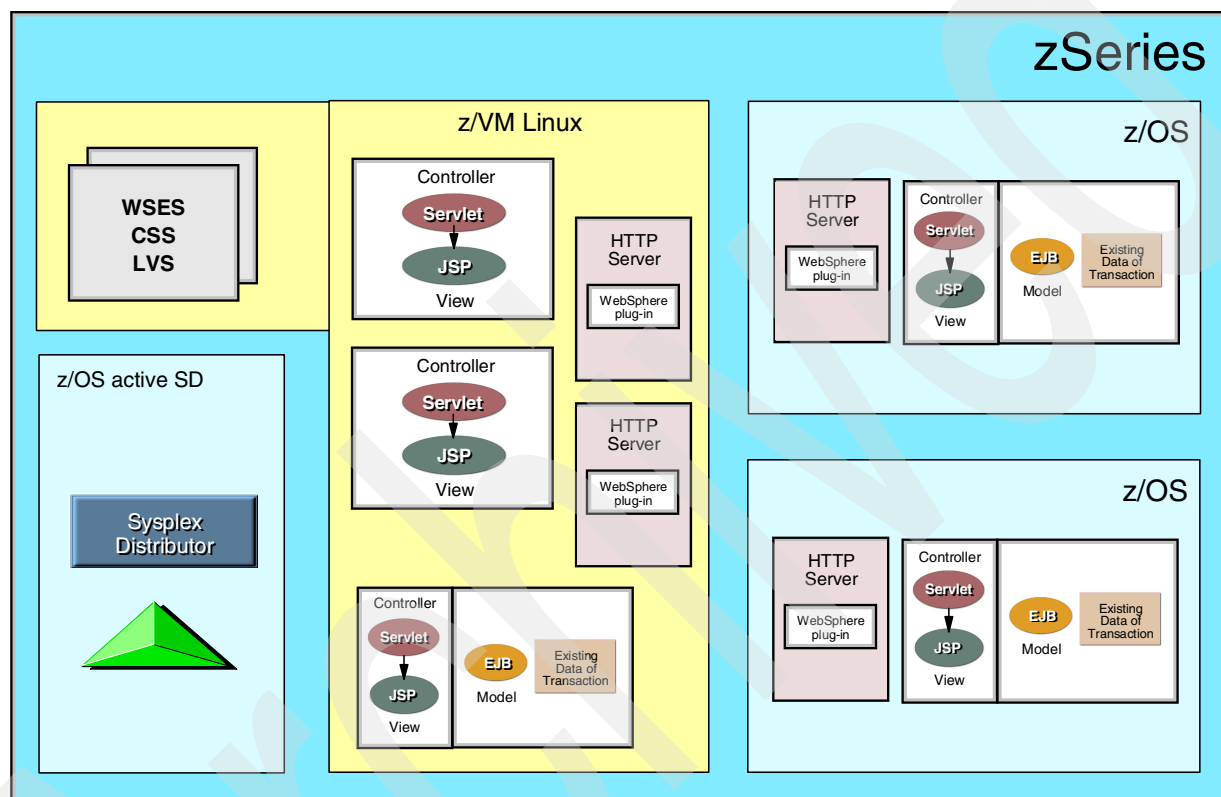 zSeries
WSES
CSS
LVS
z/OS active SD
Sysplex
Distributor
z/VM Linux
Controller
Servlet
JSP
View
HTTP
Server
WebSphere
plug-in
Controller
Servlet
JSP
View
HTTP
Server
WebSphere
plug-in
Controller
Servlet
JSP
View
EJB
Model
Existing
Data of
Transaction
z/OS
HTTP
Server
WebSphere
plug-in
Controller
Servlet
JSP
View
EJB
Model
Existing
Data of
Transaction
z/OS
HTTP
Server
WebSphere
plug-in
Controller
Servlet
JSP
View
EJB
Model
Existing
Data of
Transaction